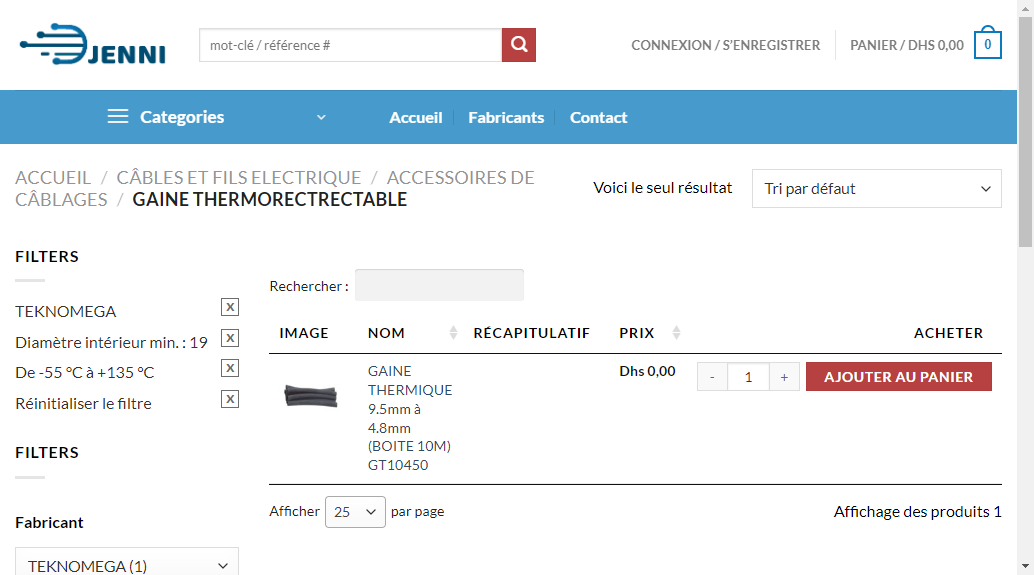 JENNI
mot-clé / référence #
CONNEXION / S'ENREGISTRER
PANIER / DHS 0,00
0
Categories
Accueil
Fabricants
Contact
ACCUEIL / CÂBLES ET FILS ELECTRIQUE / ACCESSOIRES DE
CÂBLAGES / GAINE THERMORECTRECTABLE
Voici le seul résultat
Tri par défaut
FILTERS
TEKNOMEGA X
Diamètre intérieur min. : 19 X
De -55 °C à +135 °C X
Réinitialiser le filtre X
FILTERS
Fabricant
TEKNOMEGA (1)
Rechercher :
IMAGE NOM RÉCAPITULATIF PRIX ACHETER
GAINE
THERMIQUE
9.5mm à
4.8mm
(BOITE 10M)
GT10450
Dhs 0,00
- 1 +
AJOUTER AU PANIER
Afficher 25 par page
Affichage des produits 1